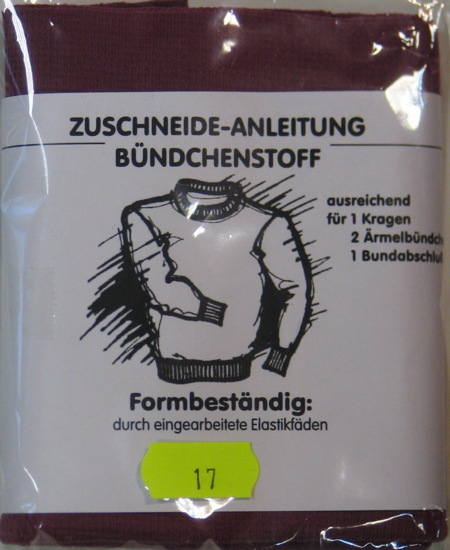 ZUSCHNEIDE-ANLEITUNG
BÜNDCHENSTOFF
ausreichend
für 1 Kragen
2 Ärmelbündch
1 Bundabschluß
Formbeständig:
durch eingearbeitete Elastikfäden
17